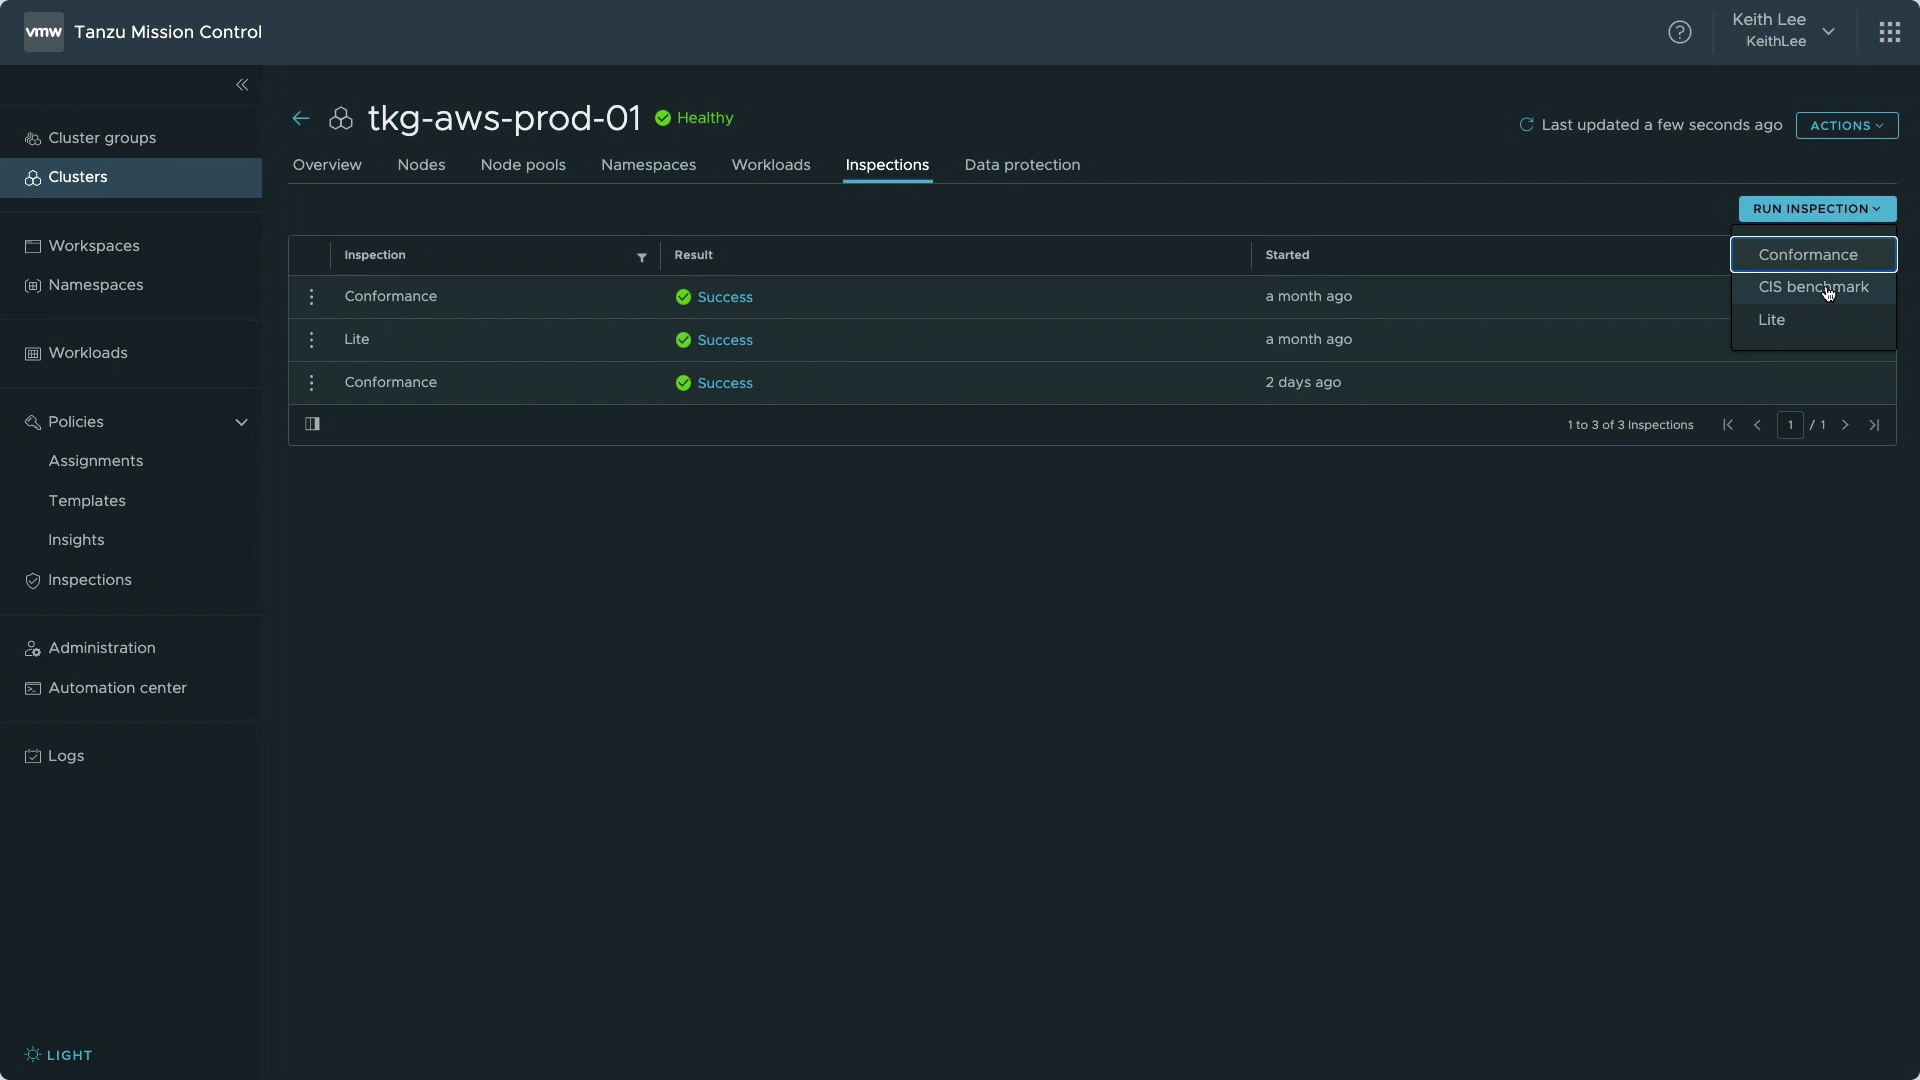 vmw Tanzu Mission Control
Keith Lee
KeithLee
Cluster groups
Clusters
Workspaces
Namespaces
Workloads
Policies
Assignments
Templates
Insights
Inspections
Administration
Automation center
Logs
LIGHT
tkg-aws-prod-01 Healthy
Last updated a few seconds ago ACTIONS
Overview Nodes Node pools Namespaces Workloads Inspections Data protection
RUN INSPECTION
Conformance
CIS benchmark
Lite
Inspection Result Started
Conformance Success a month ago
Lite Success a month ago
Conformance Success 2 days ago
1 to 3 of 3 Inspections 1 / 1